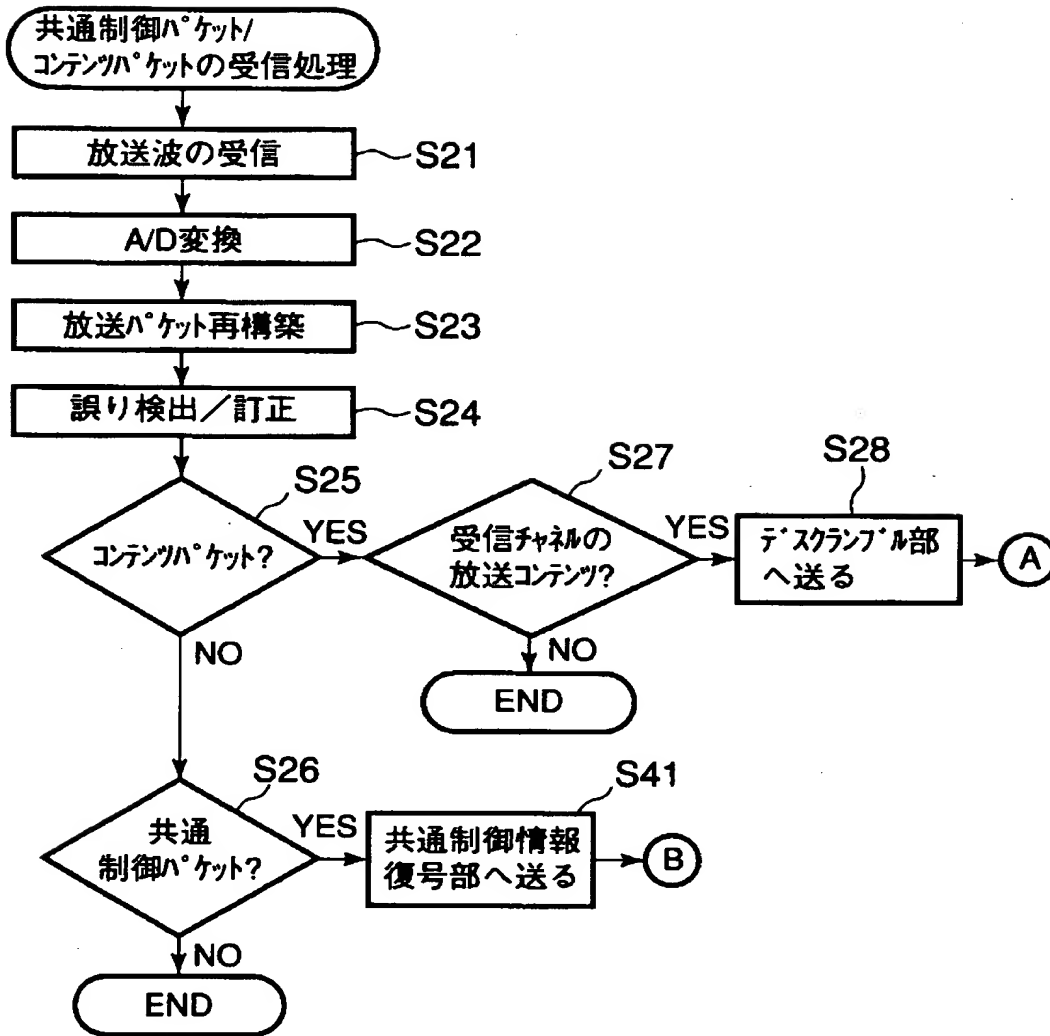 共通制御パケット/
コンテンツパケットの受信処理
放送波の受信
S21
A/D変換
S22
放送パケット再構築
S23
誤り検出／訂正
S24
S25
コンテンツパケット?
YES
NO
S27
受信チャネルの
放送コンテンツ?
YES
NO
END
S28
デスクランブル部
へ送る
A
S26
共通
制御パケット?
YES
NO
END
S41
共通制御情報
復号部へ送る
B